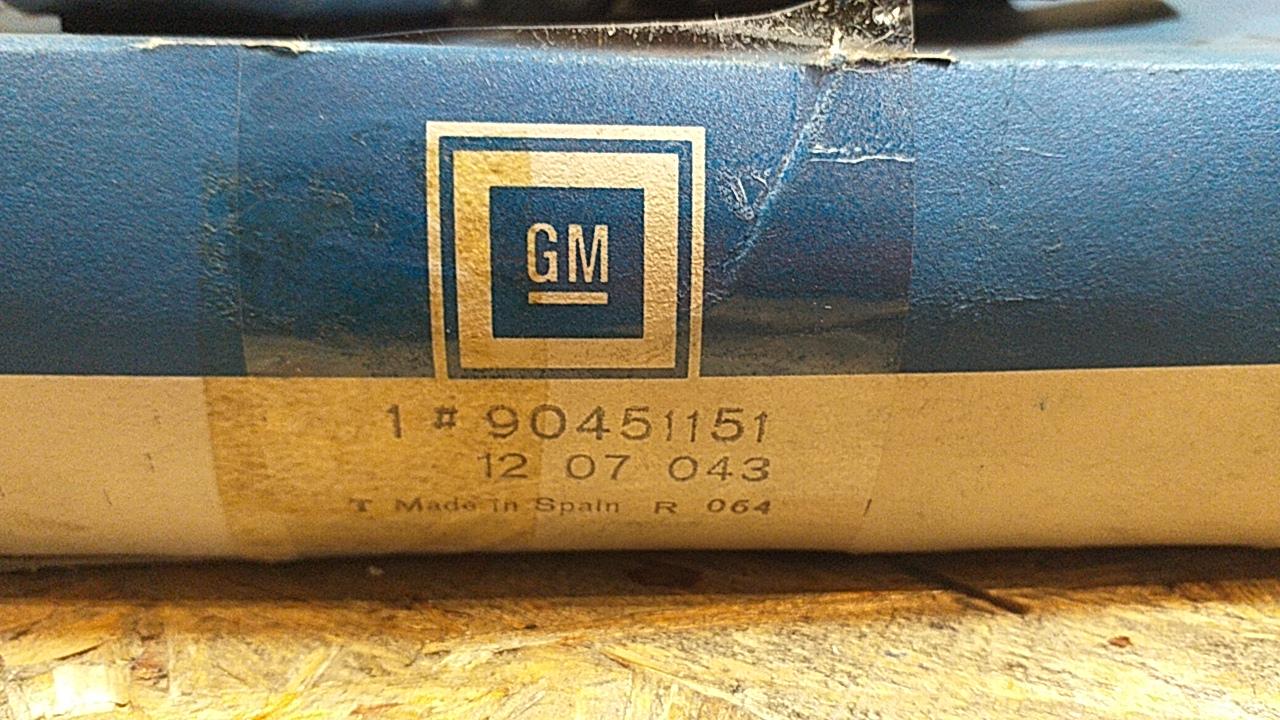 GM
1 # 90451151
12 07 043
T Made in Spain R 064